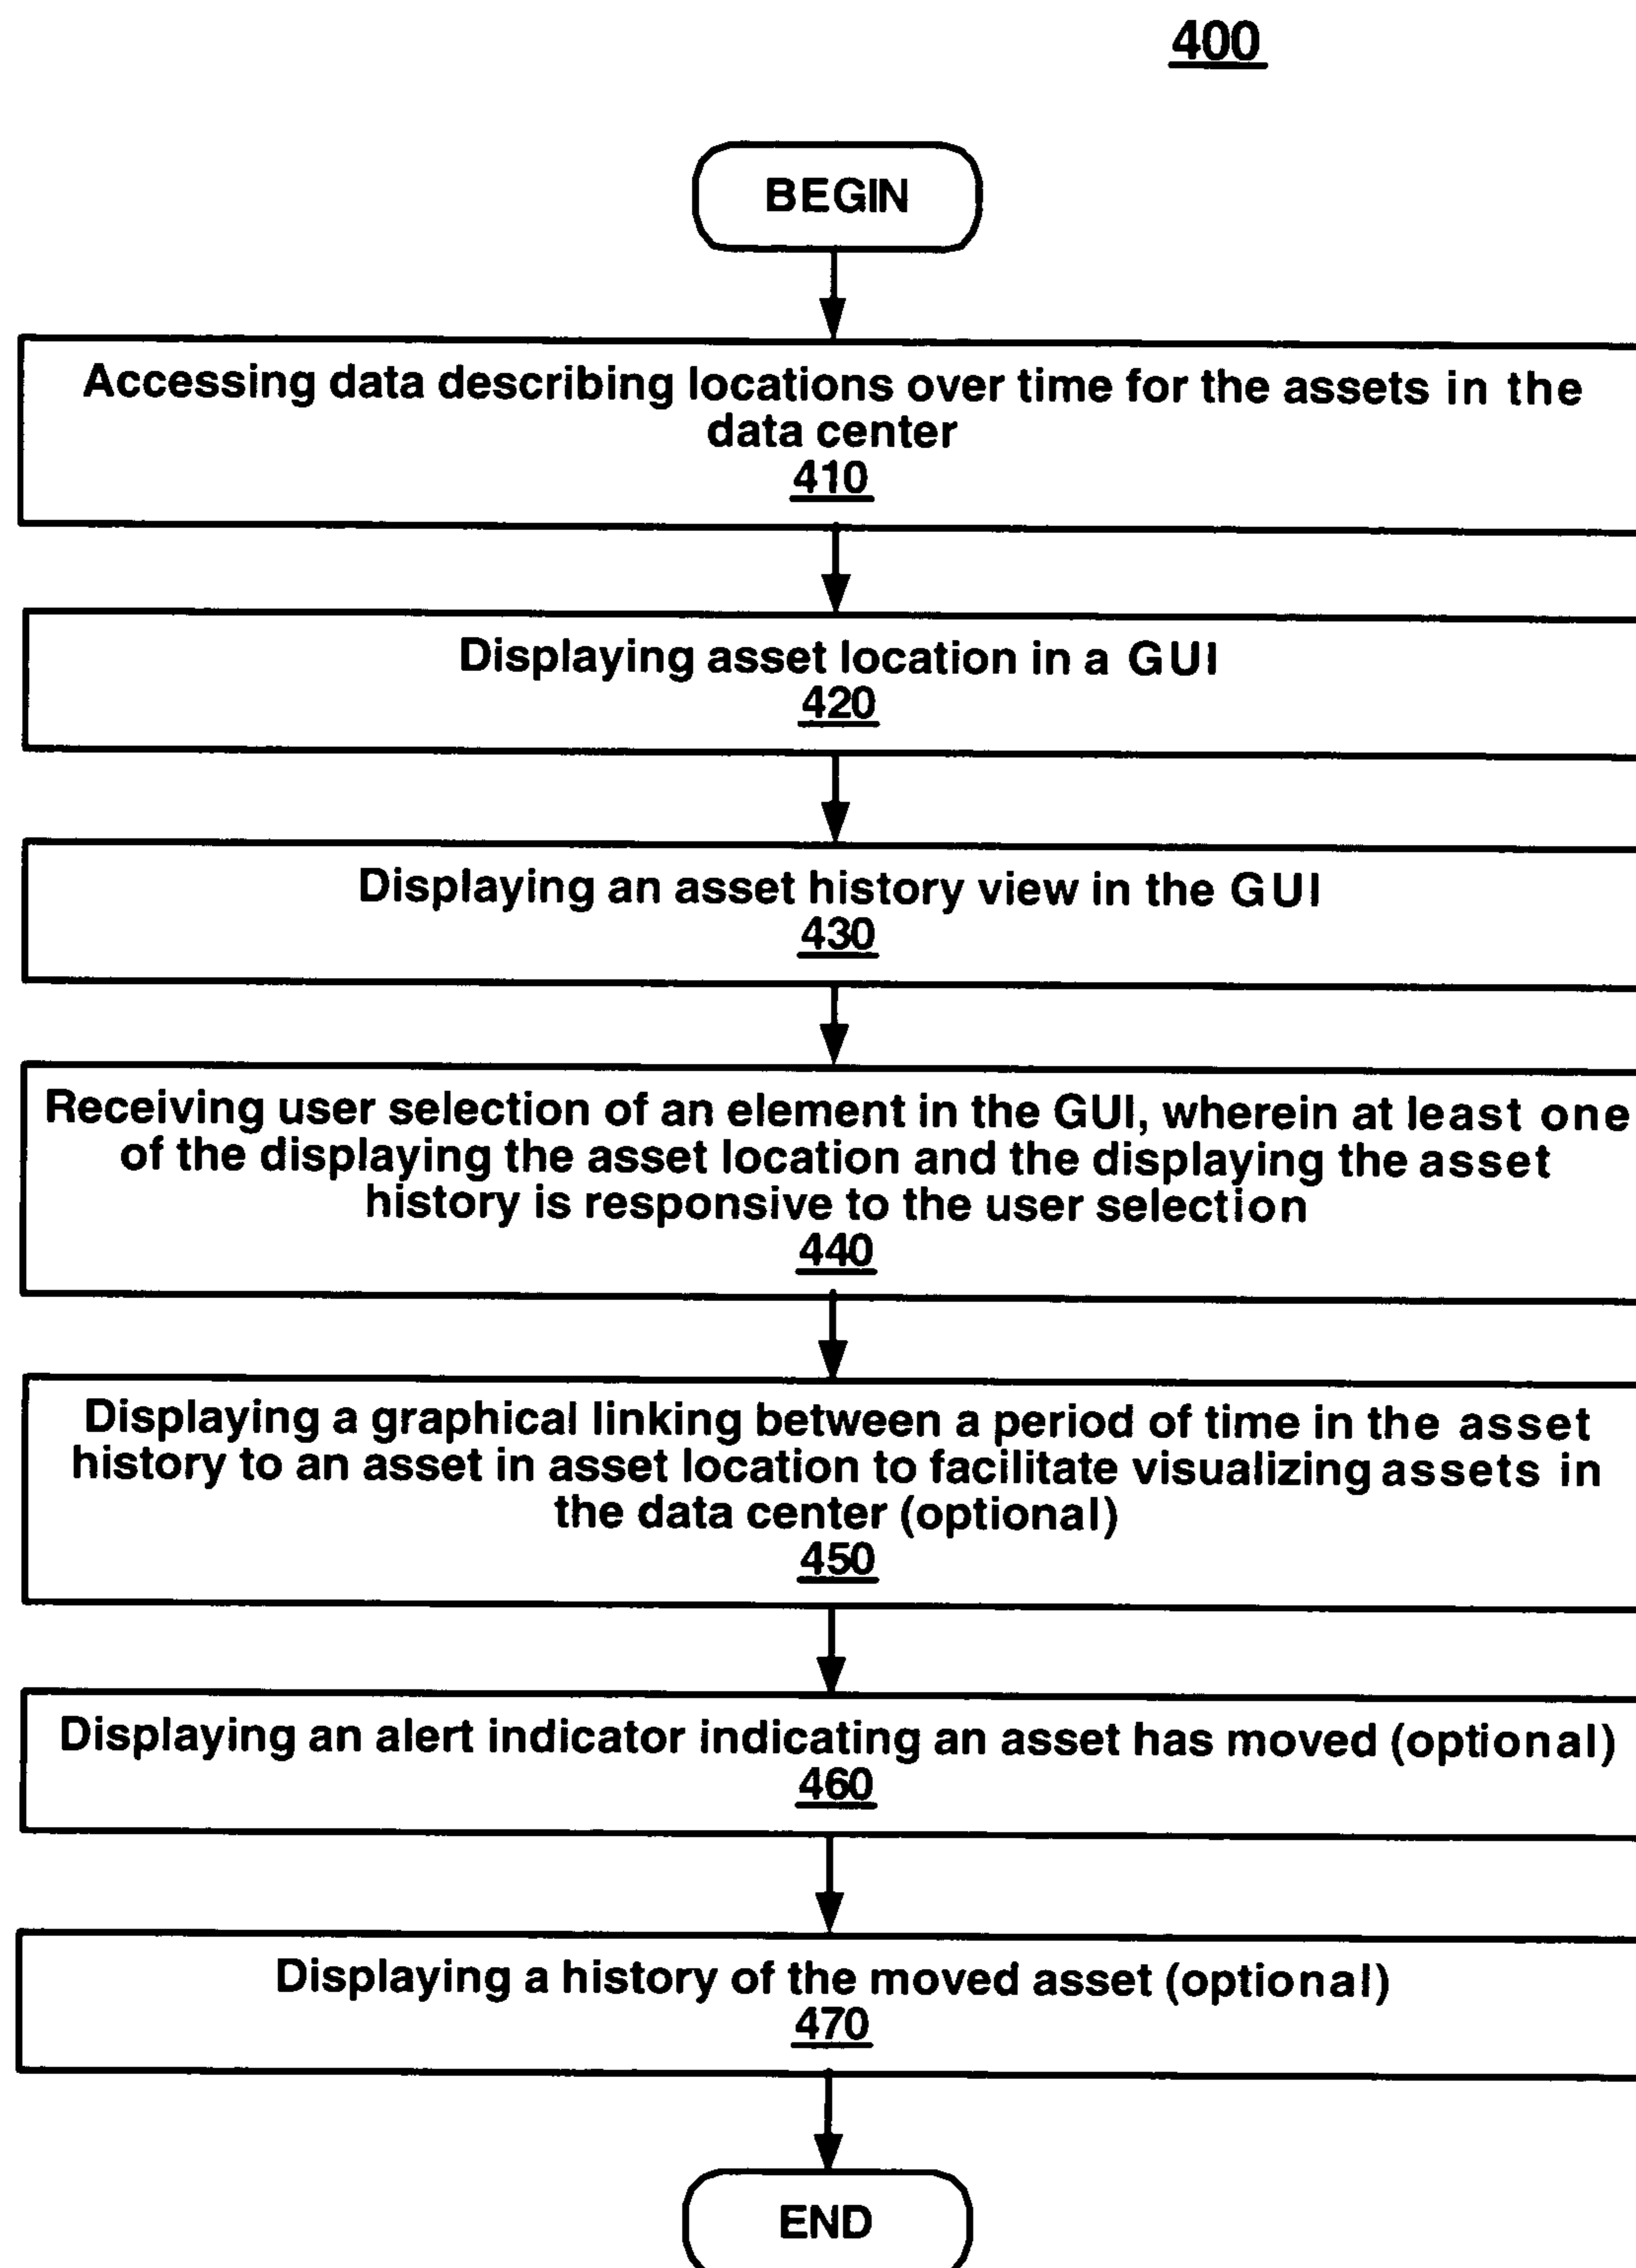 400
BEGIN
Accessing data describing locations over time for the assets in the
data center
410
Displaying asset location in a GUI
420
Displaying an asset history view in the GUI
430
Receiving user selection of an element in the GUI, wherein at least one
of the displaying the asset location and the displaying the asset
history is responsive to the user selection
440
Displaying a graphical linking between a period of time in the asset
history to an asset in asset location to facilitate visualizing assets in
the data center (optional)
450
Displaying an alert indicator indicating an asset has moved (optional)
460
Displaying a history of the moved asset (optional)
470
END